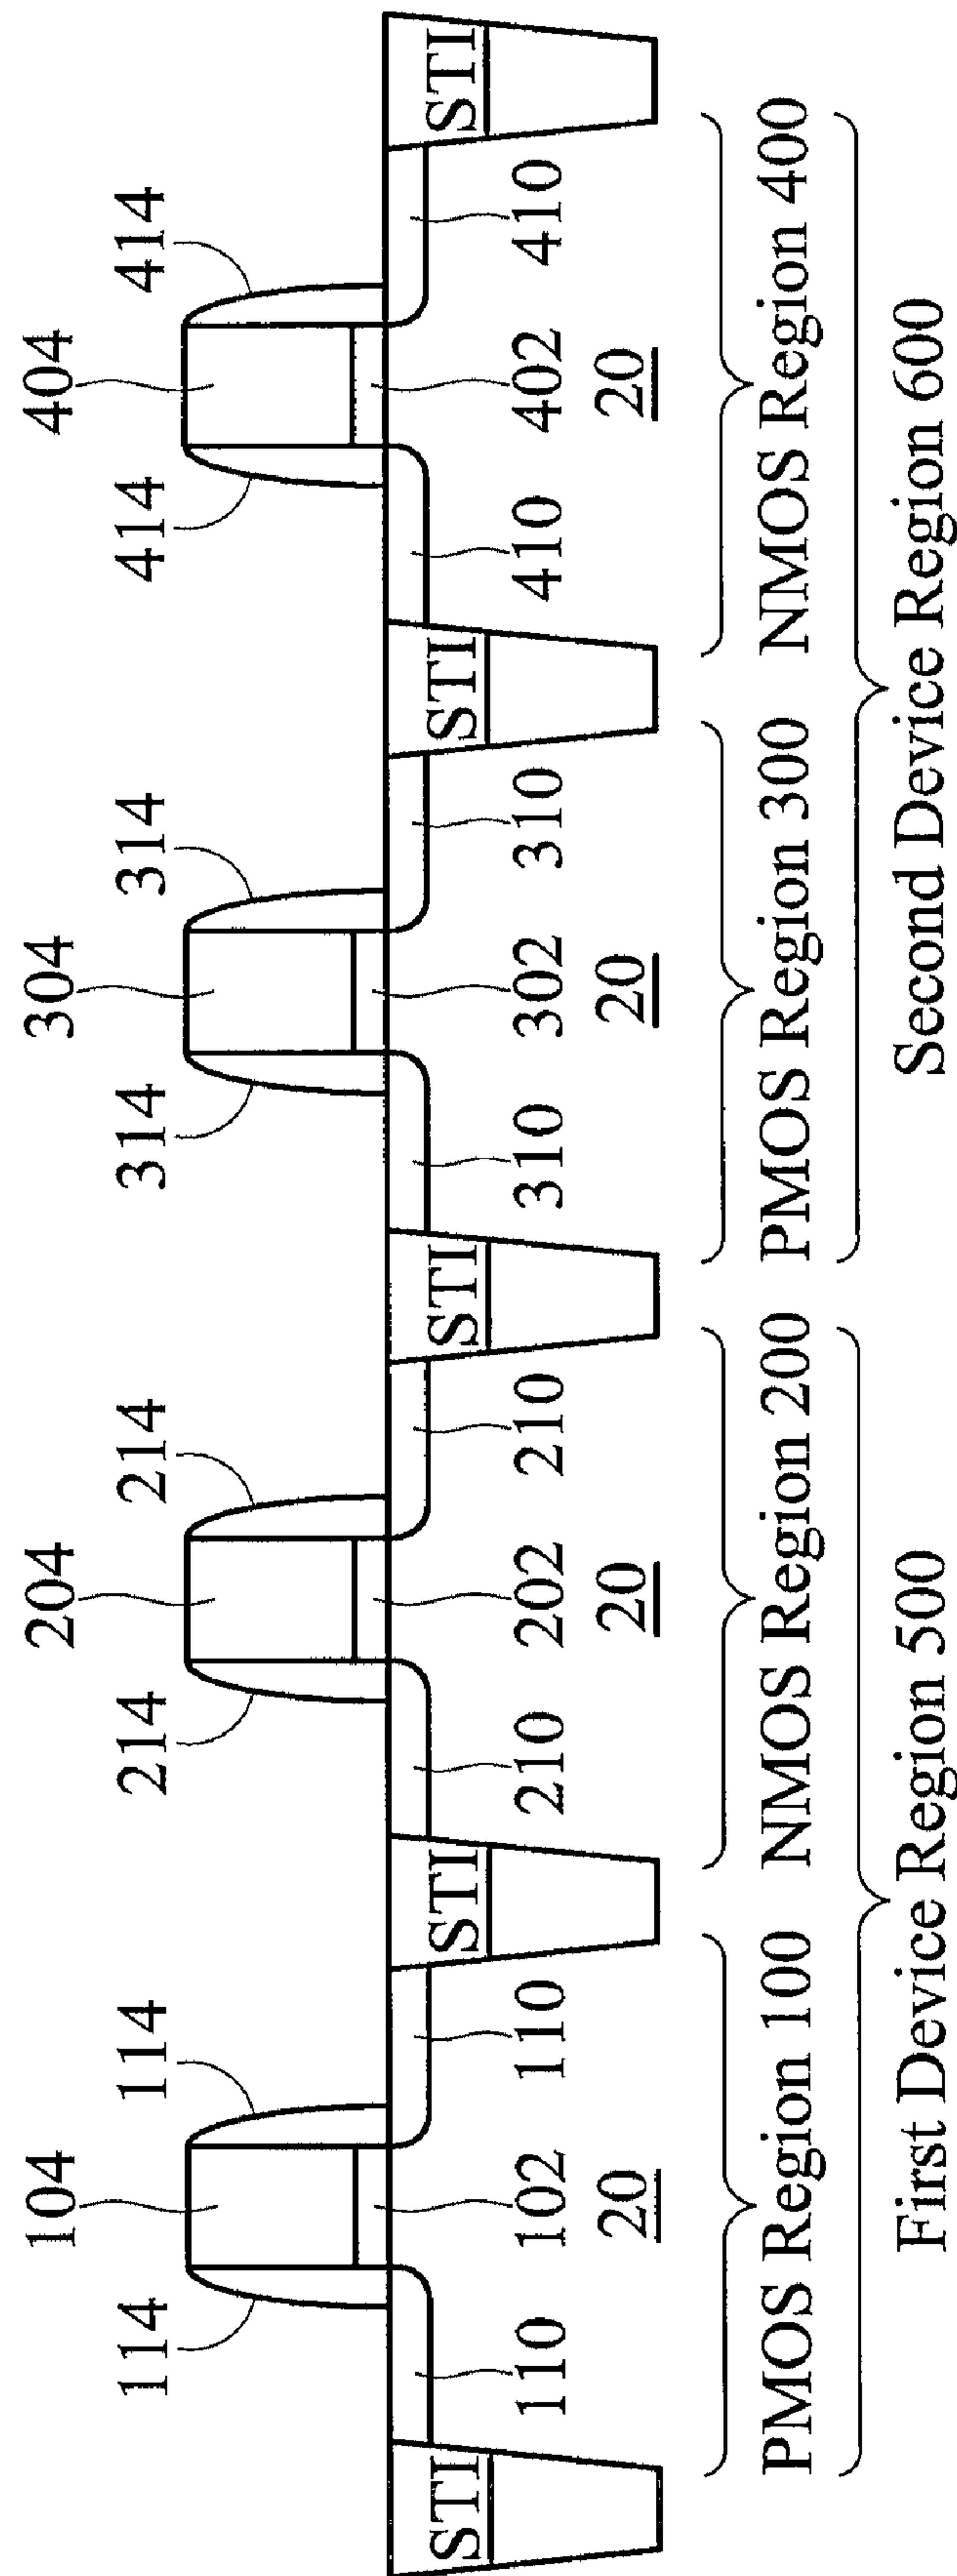 104 204 304 404
114 114 214 214 314 314 414 414
STI STI STI STI STI
110 102 110 210 202 210 310 302 310 410 402 410
20 20 20 20
PMOS Region 100 NMOS Region 200 PMOS Region 300 NMOS Region 400
First Device Region 500 Second Device Region 600